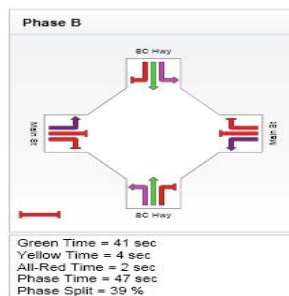 Phase B
SC Hwy
Main St
Main St
SC Hwy
Green Time = 41 sec
Yellow Time = 4 sec
All-Red Time = 2 sec
Phase Time = 47 sec
Phase Split = 39 %